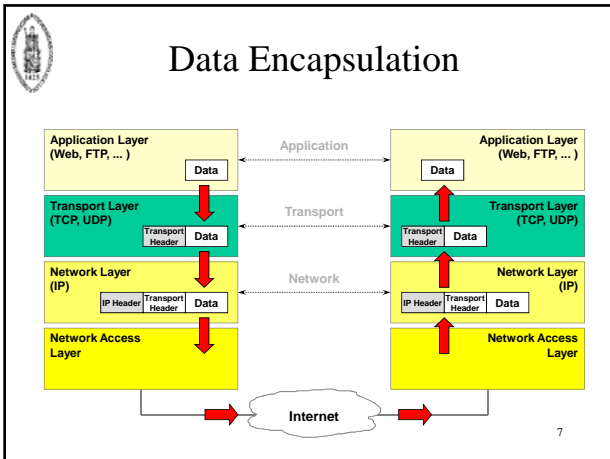 1425
Data Encapsulation
Application Layer
(Web, FTP, ... )
Data
Transport Layer
(TCP, UDP)
Transport
Header
Data
Network Layer
(IP)
IP Header
Transport
Header
Data
Network Access
Layer
Application
Transport
Network
Application Layer
(Web, FTP, ... )
Data
Transport Layer
(TCP, UDP)
Transport
Header
Data
Network Layer
(IP)
IP Header
Transport
Header
Data
Network Access
Layer
Internet
7